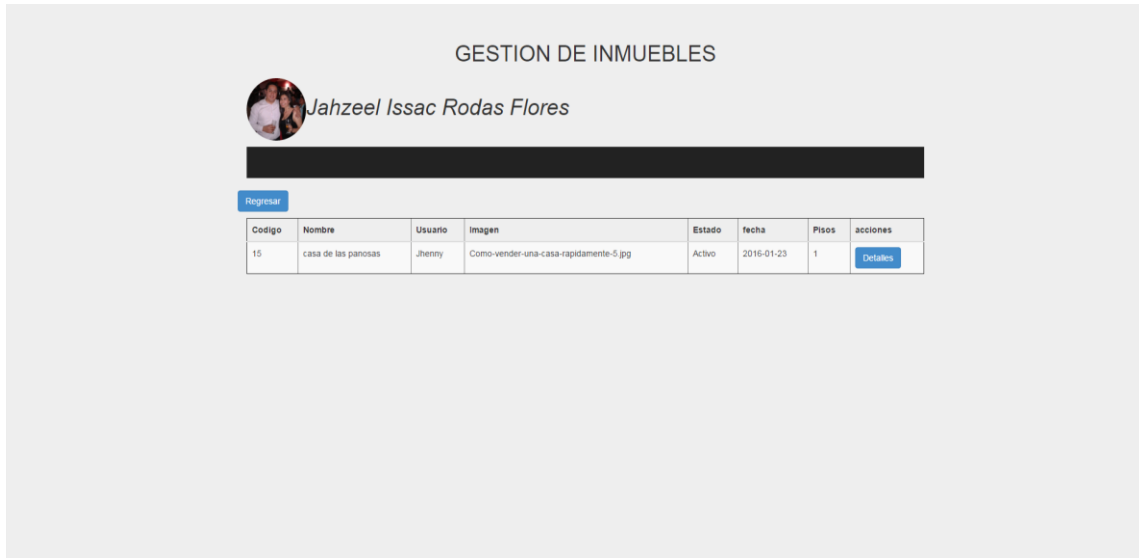 GESTION DE INMUEBLES
Jahzeel Issac Rodas Flores
Regresar
Codigo Nombre Usuario Imagen Estado fecha Pisos acciones
15 casa de las panosas Jhenny Como-vender-una-casa-rapidamente-5.jpg Activo 2016-01-23 1 Detalles